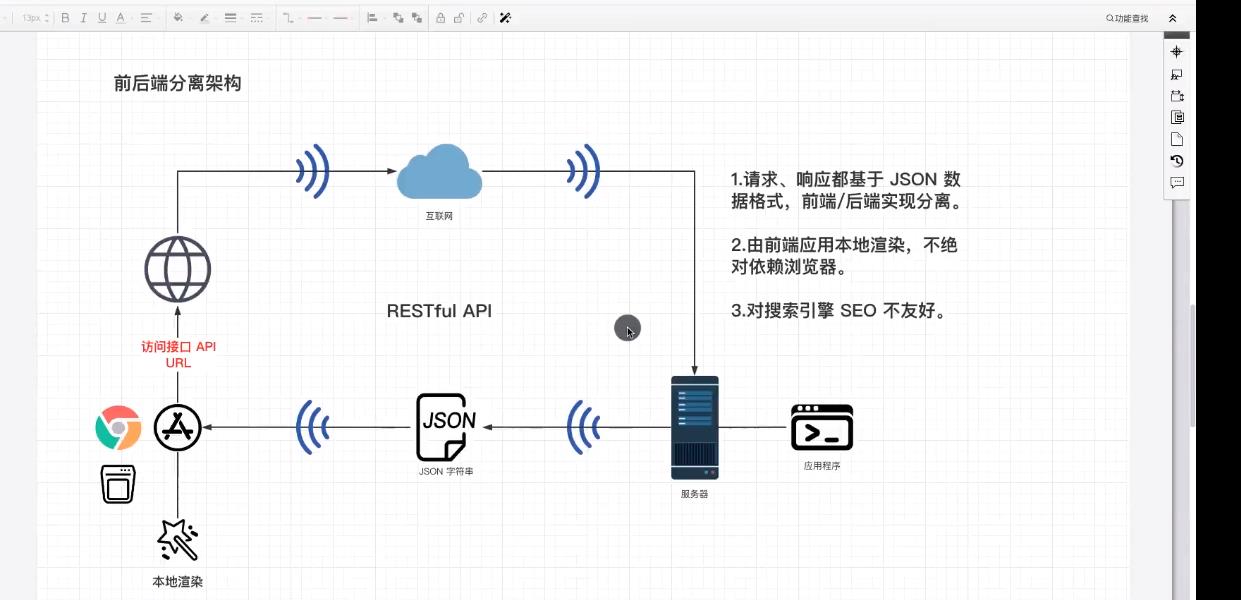 13px
B I U A
功能查找
前后端分离架构
互联网
1.请求、响应都基于 JSON 数
据格式，前端/后端实现分离。
2.由前端应用本地渲染，不绝
对依赖浏览器。
3.对搜索引擎 SEO 不友好。
RESTful API
访问接口 API
URL
JSON
JSON 字符串
服务器
应用程序
本地渲染